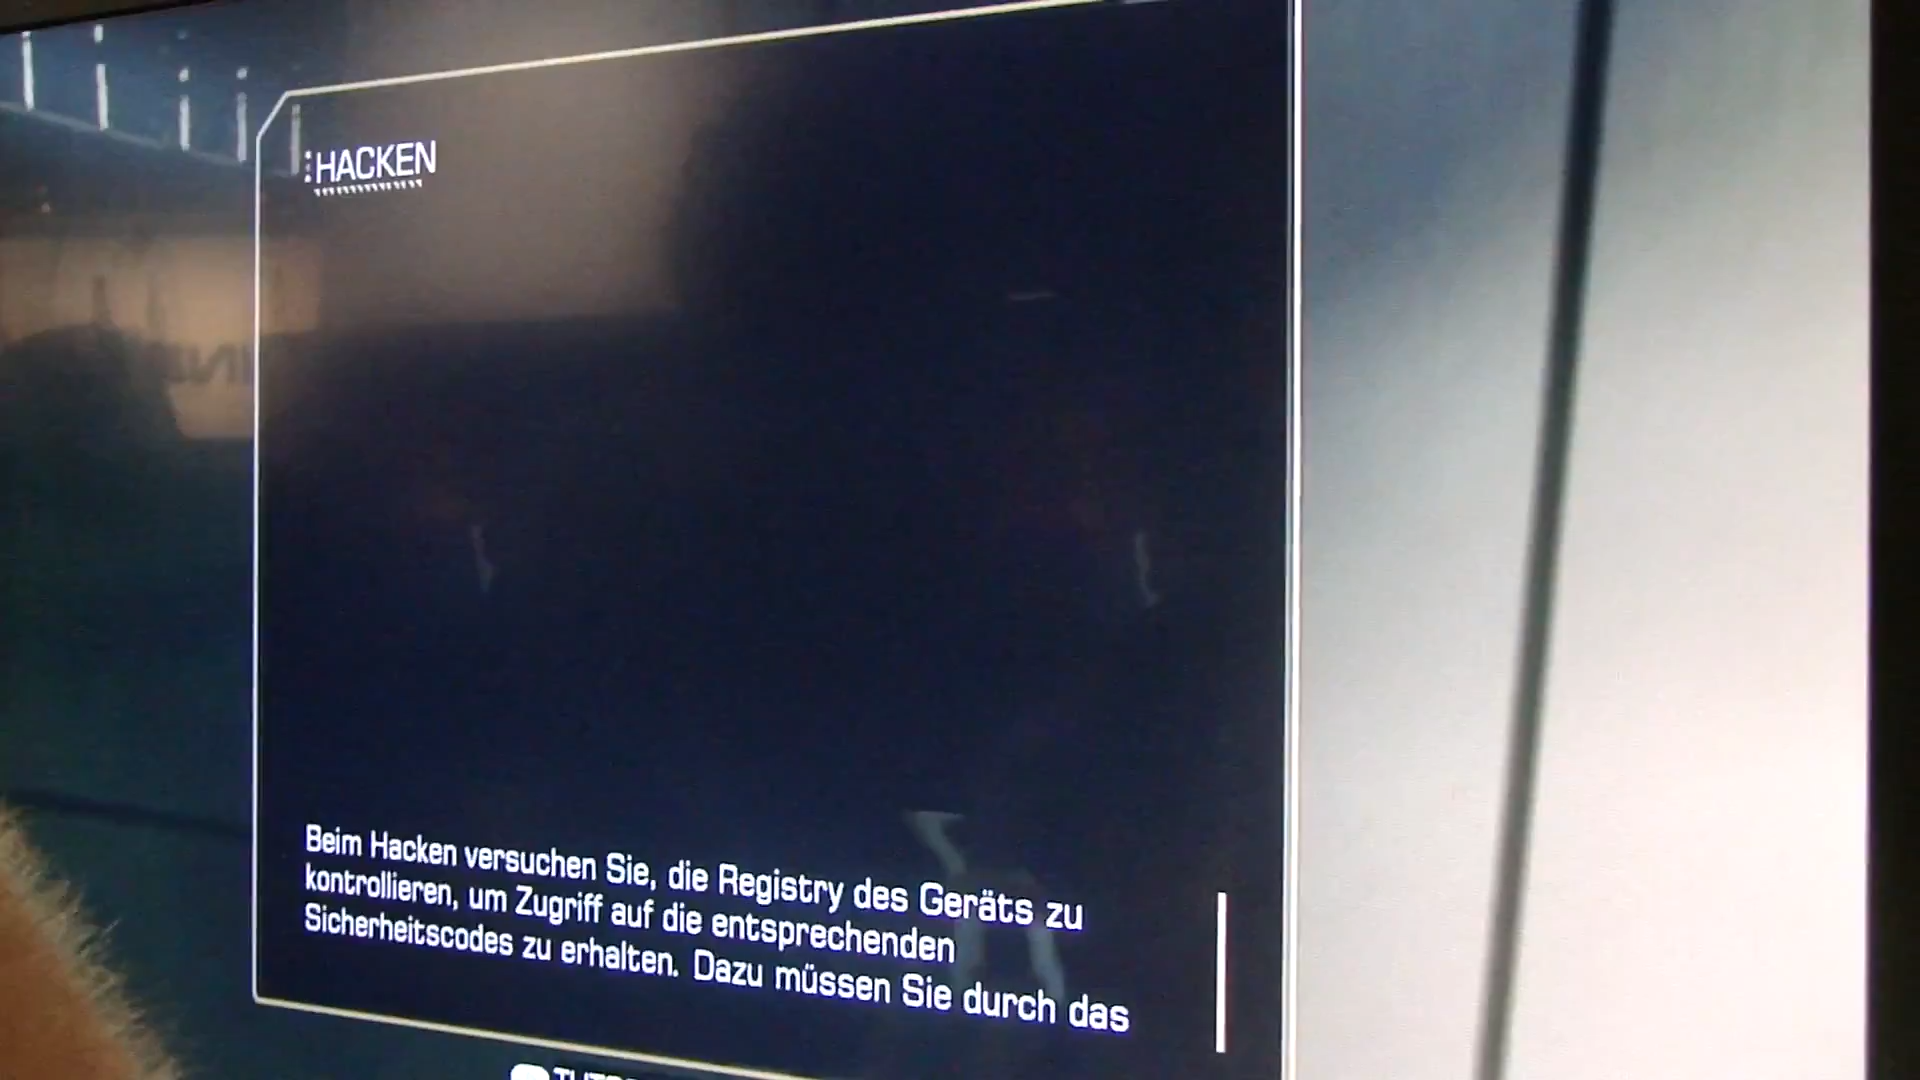 HACKEN
Beim Hacken versuchen Sie, die Registry des Geräts zu
kontrollieren, um Zugriff auf die entsprechenden
Sicherheitscodes zu erhalten. Dazu müssen Sie durch das